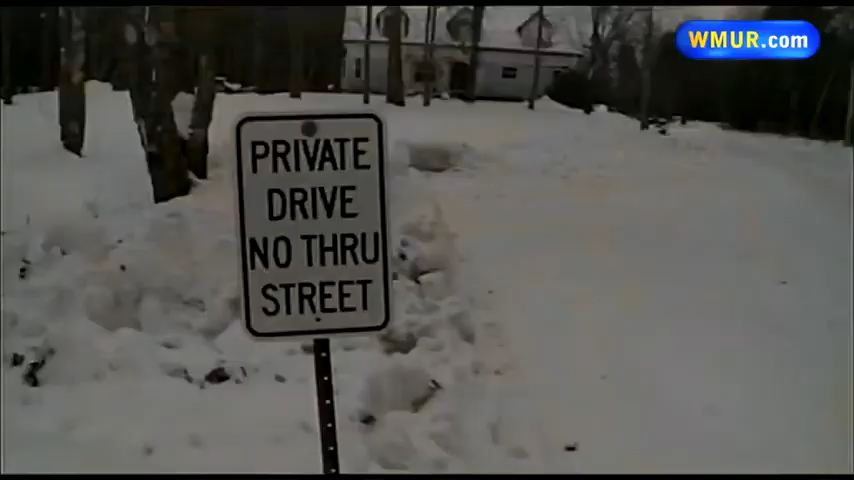 WMUR.com
PRIVATE
DRIVE
NO THRU
STREET